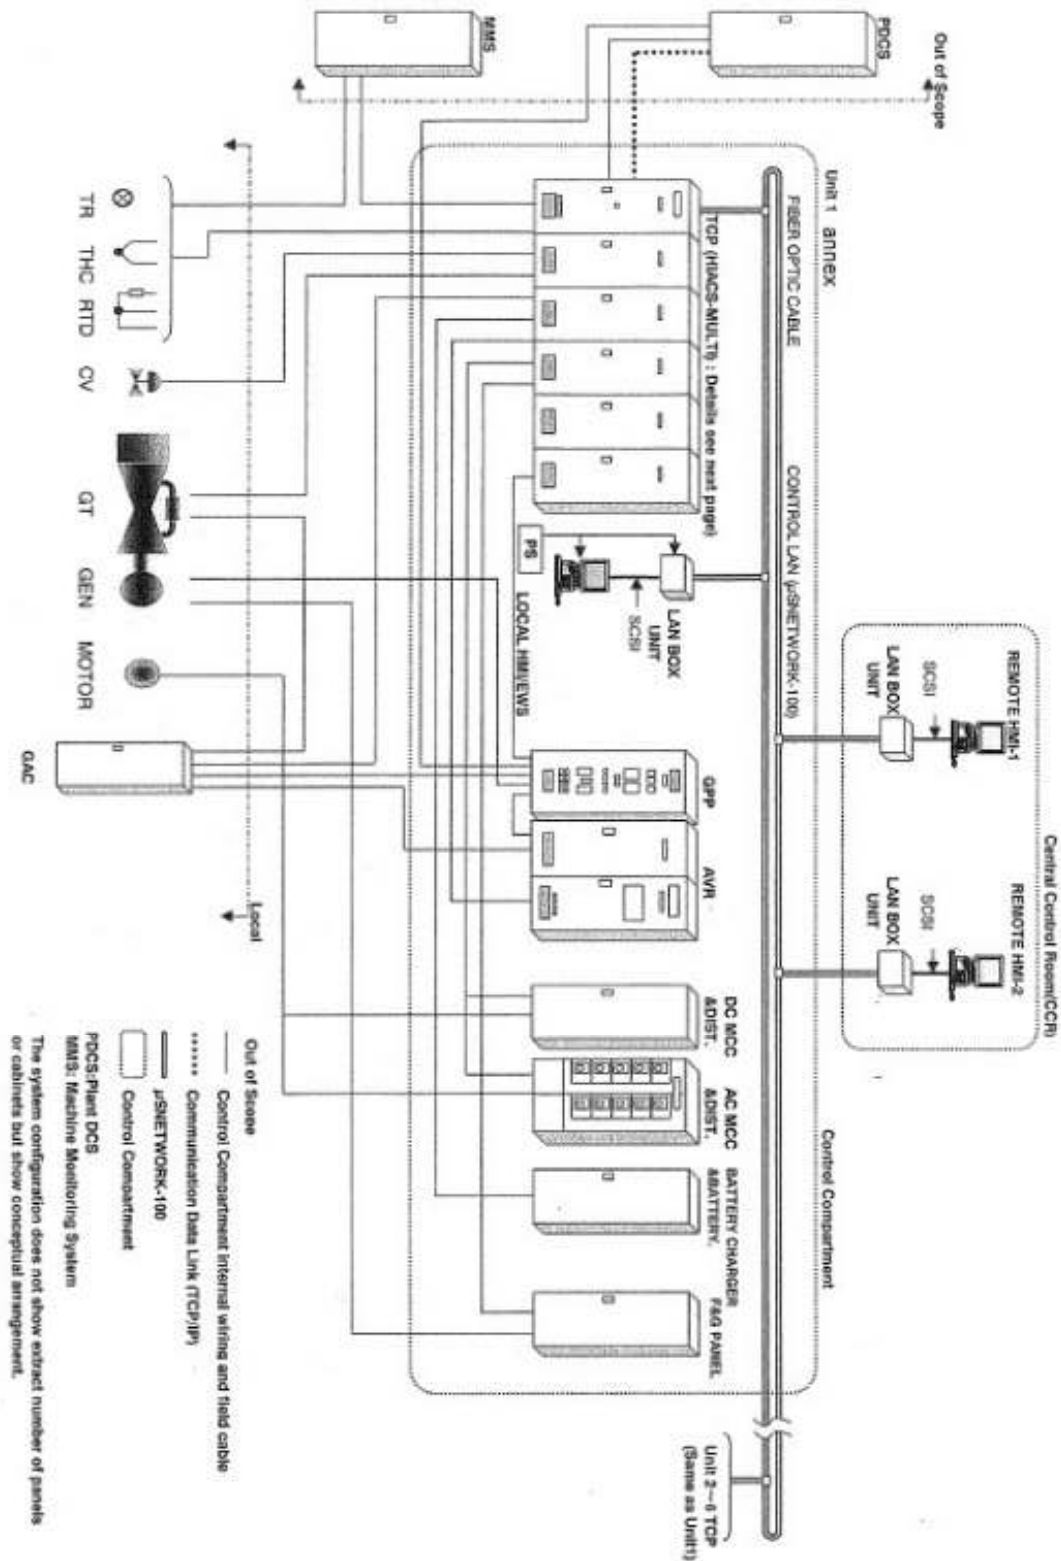 Central Control Room(CCR)
REMOTE HMI-1
REMOTE HMI-2
SCSI
SCSI
LAN BOX
UNIT
LAN BOX
UNIT
Out of Scope
PDCS
MMS
Unit 1 annex
FIBER OPTIC CABLE
CONTROL LAN (μSNETWORK-100)
Control Compartment
Unit 2～6 TCP
(Same as Unit1)
TCP (HIACS-MULTI) : Details see next page)
LAN BOX
UNIT
SCSI
PS
LOCAL HMI/EWS
GPP
AVR
DC MCC
&DIST.
AC MCC
&DIST.
BATTERY CHARGER
&BATTERY.
F&G PANEL
Local
TR
THC
RTD
CV
GT
GEN
MOTOR
GAC
Out of Scope
Control Compartment internal wiring and field cable
Communication Data Link (TCP/IP)
μSNETWORK-100
Control Compartment
PDCS:Plant DCS
MMS: Machine Monitoring System
The system configuration does not show extract number of panels
or cabinets but show conceptual arrangement.